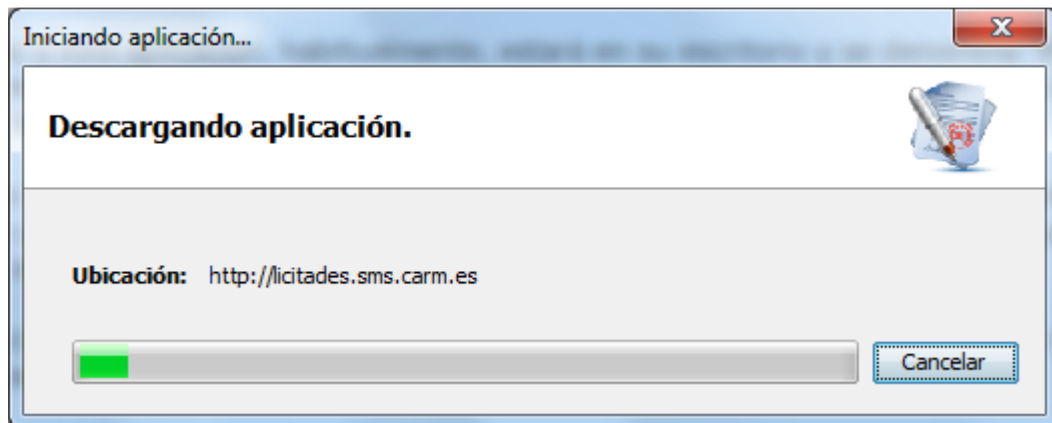 Iniciando aplicación...
Descargando aplicación.
Ubicación: http://licitades.sms.carm.es
Cancelar